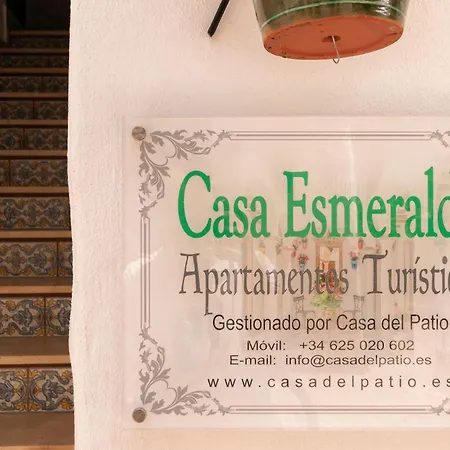 Casa Esmerald
Apartamentos Turísti
Gestionado por Casa del Patio
Móvil: +34 625 020 602
E-mail: info@casadelpatio.es
www.casadelpatio.es